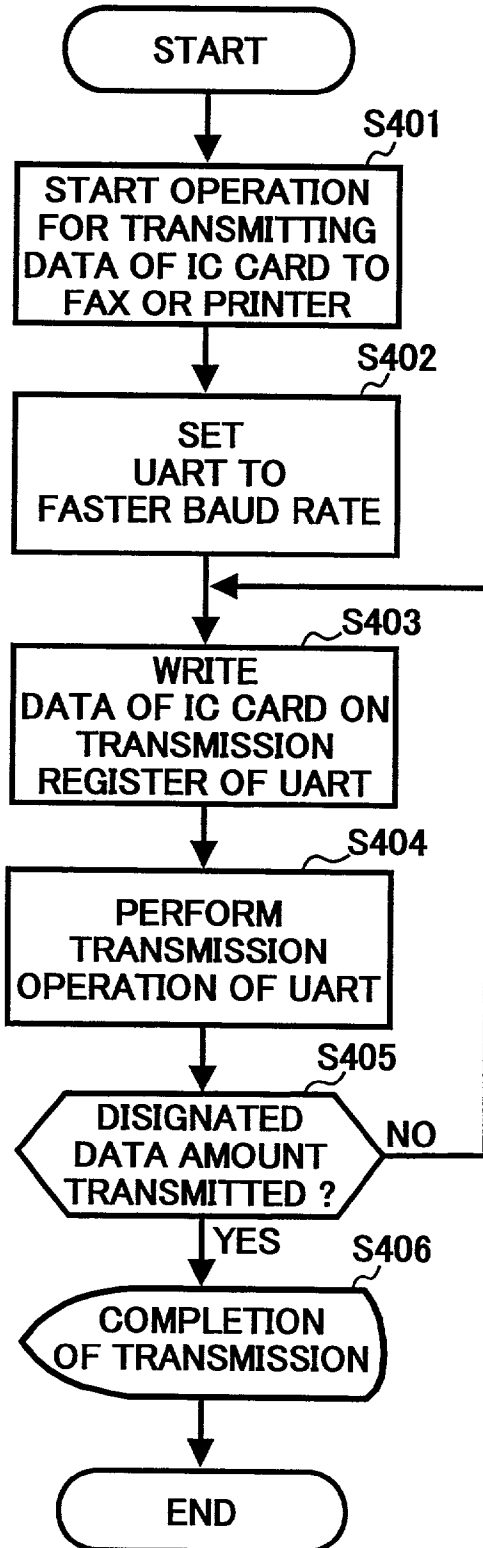 START
S401
START OPERATION
FOR TRANSMITTING
DATA OF IC CARD TO
FAX OR PRINTER
S402
SET
UART TO
FASTER BAUD RATE
S403
WRITE
DATA OF IC CARD ON
TRANSMISSION
REGISTER OF UART
S404
PERFORM
TRANSMISSION
OPERATION OF UART
S405
DISIGNATED
DATA AMOUNT
TRANSMITTED ?
NO
YES
S406
COMPLETION
OF TRANSMISSION
END